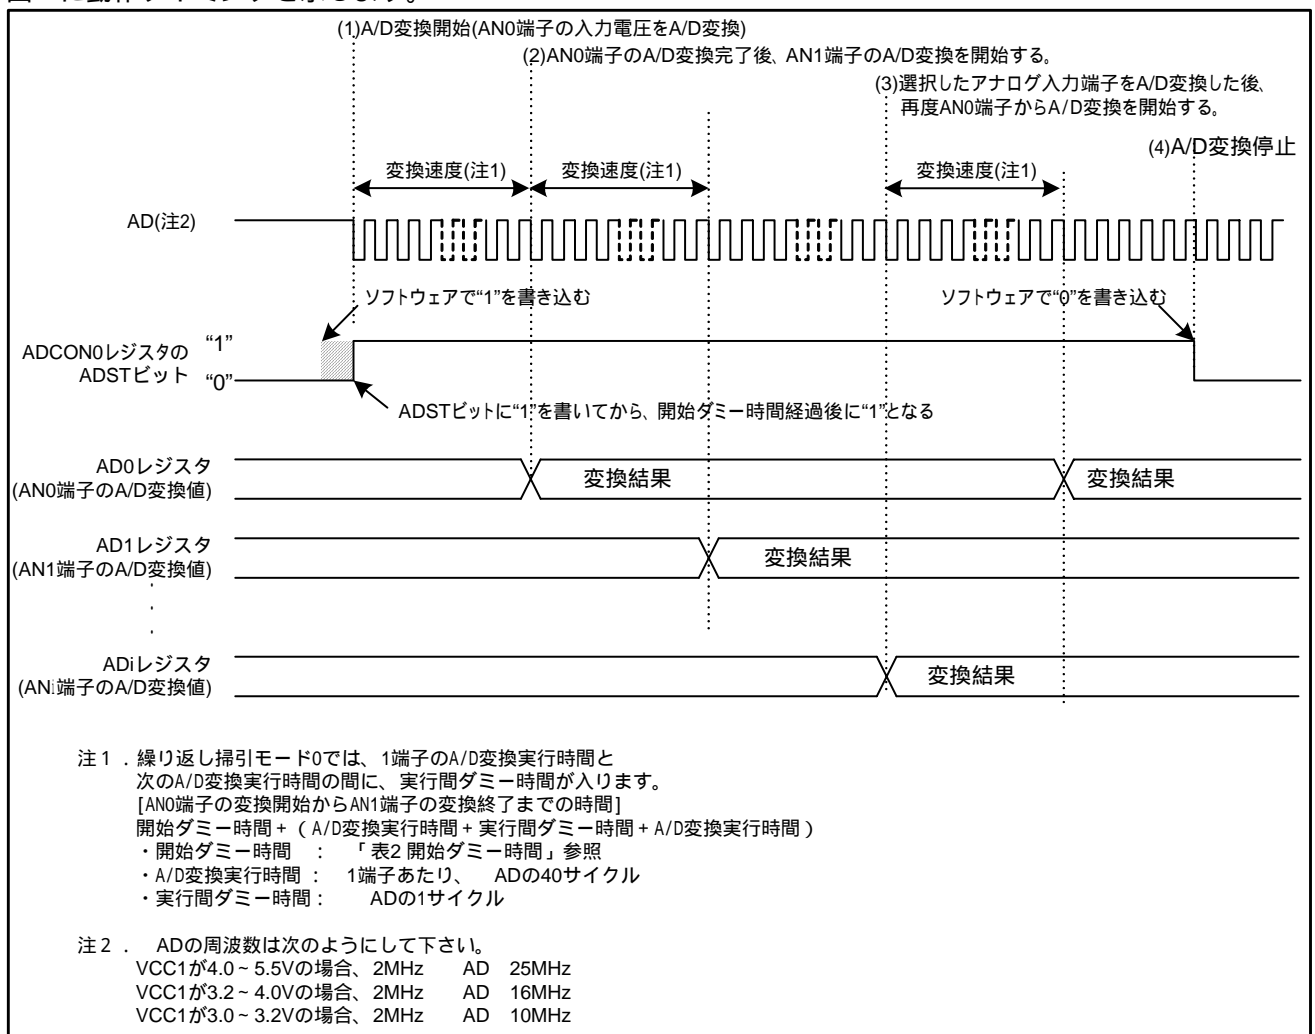 (1)A/D変換開始(AN0端子の入力電圧をA/D変換)
(2)AN0端子のA/D変換完了後、AN1端子のA/D変換を開始する。
(3)選択したアナログ入力端子をA/D変換した後、
再度AN0端子からA/D変換を開始する。
(4)A/D変換停止
変換速度(注1)
変換速度(注1)
変換速度(注1)
AD(注2)
ソフトウェアで“1”を書き込む
ソフトウェアで“0”を書き込む
ADCON0レジスタの
ADSTビット
“1”
“0”
ADSTビットに“1”を書いてから、開始ダミー時間経過後に“1”となる
AD0レジスタ
(AN0端子のA/D変換値)
変換結果
変換結果
AD1レジスタ
(AN1端子のA/D変換値)
変換結果
ADiレジスタ
(ANi端子のA/D変換値)
変換結果
注1．繰り返し掃引モード0では、1端子のA/D変換実行時間と
次のA/D変換実行時間の間に、実行間ダミー時間が入ります。
[AN0端子の変換開始からAN1端子の変換終了までの時間]
開始ダミー時間+（A/D変換実行時間+実行間ダミー時間+A/D変換実行時間）
・開始ダミー時間 ： 「表2 開始ダミー時間」参照
・A/D変換実行時間： 1端子あたり、 ADの40サイクル
・実行間ダミー時間： ADの1サイクル
注2． ADの周波数は次のようにして下さい。
VCC1が4.0~5.5Vの場合、2MHz AD 25MHz
VCC1が3.2~4.0Vの場合、2MHz AD 16MHz
VCC1が3.0~3.2Vの場合、2MHz AD 10MHz